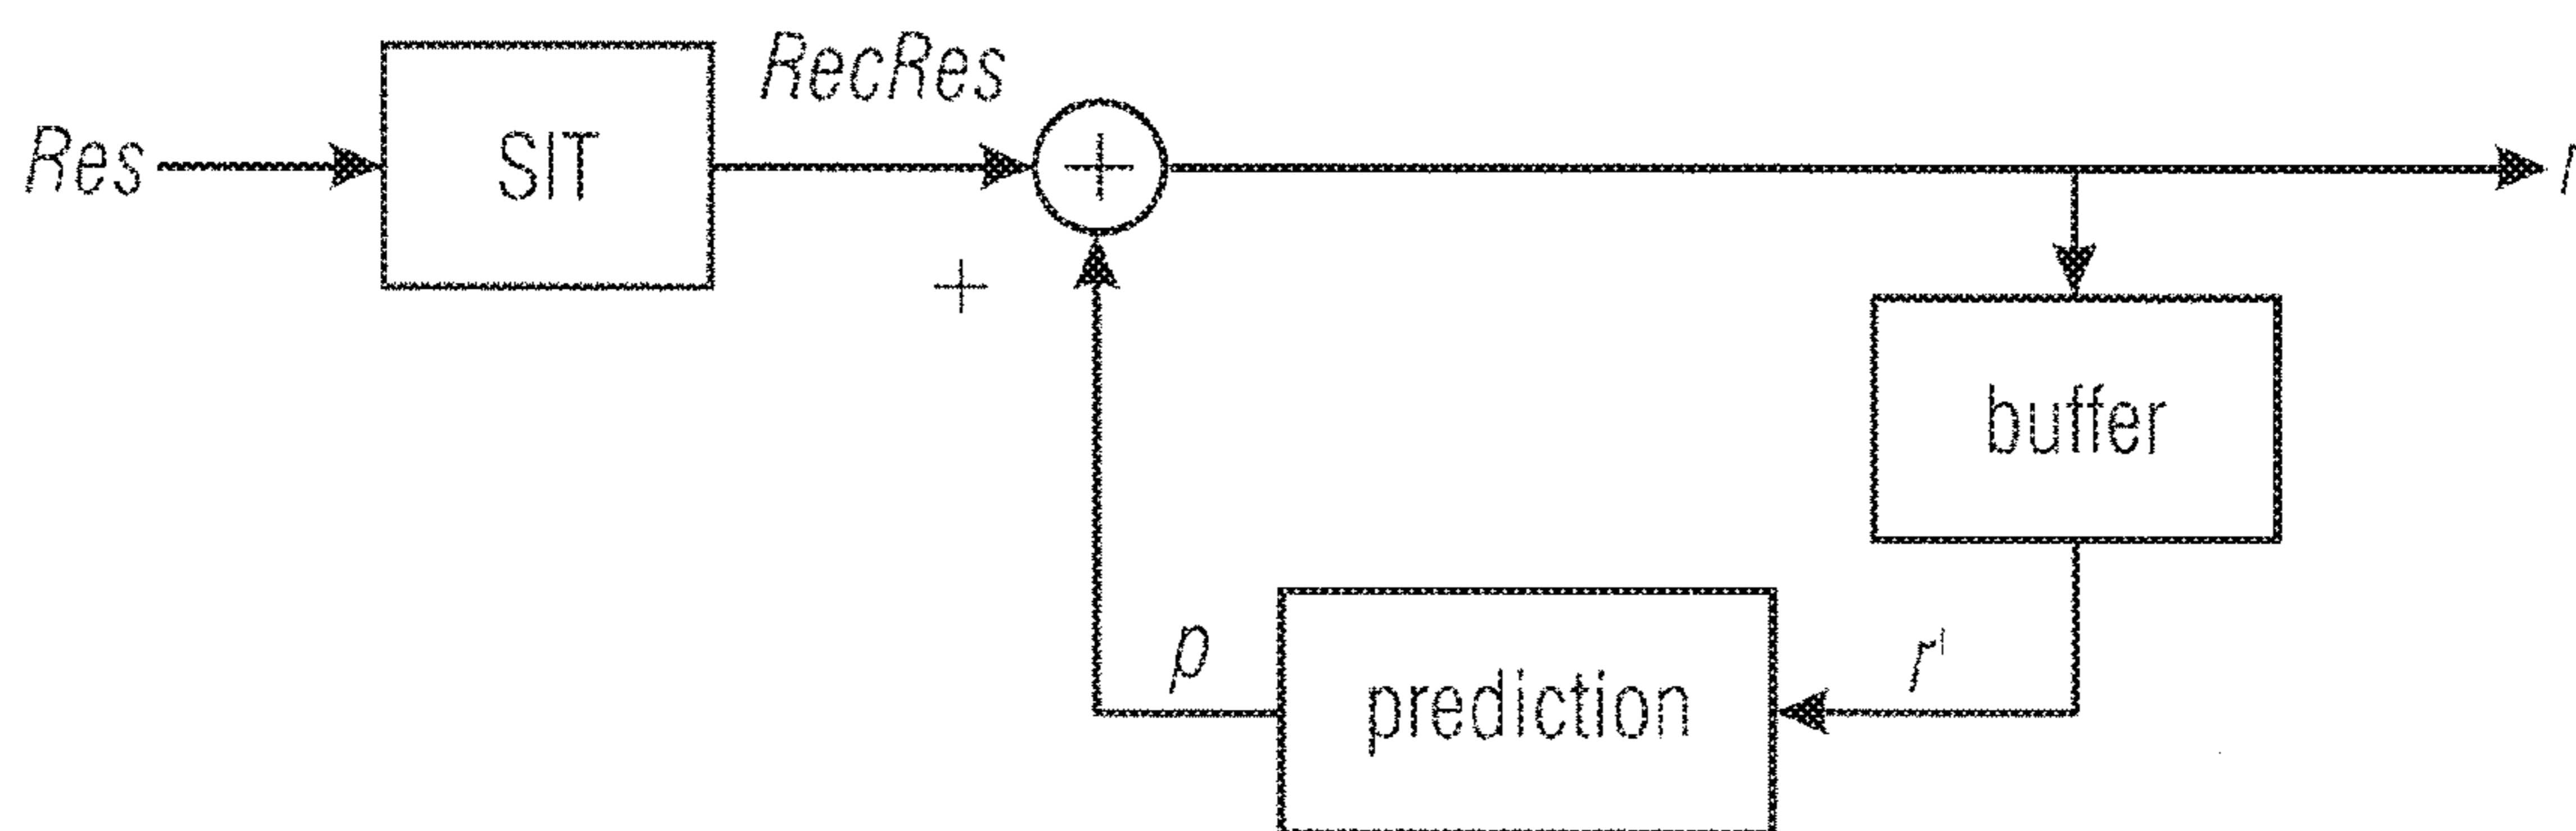 RecRes
Res
SIT
+
+
buffer
p
r'
prediction